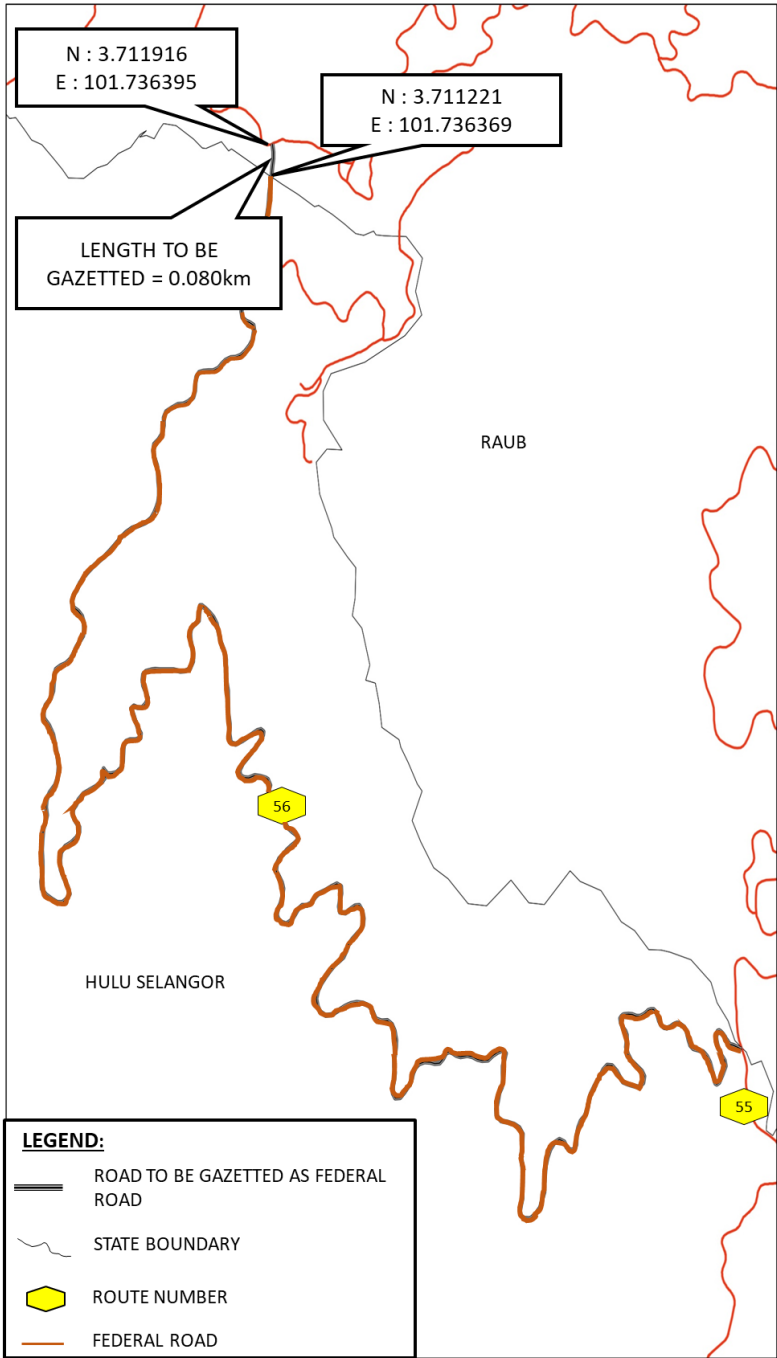 N : 3.711916
E : 101.736395
N : 3.711221
E : 101.736369
LENGTH TO BE
GAZETTED = 0.080km
RAUB
56
HULU SELANGOR
55
LEGEND:
ROAD TO BE GAZETTED AS FEDERAL
ROAD
STATE BOUNDARY
ROUTE NUMBER
FEDERAL ROAD